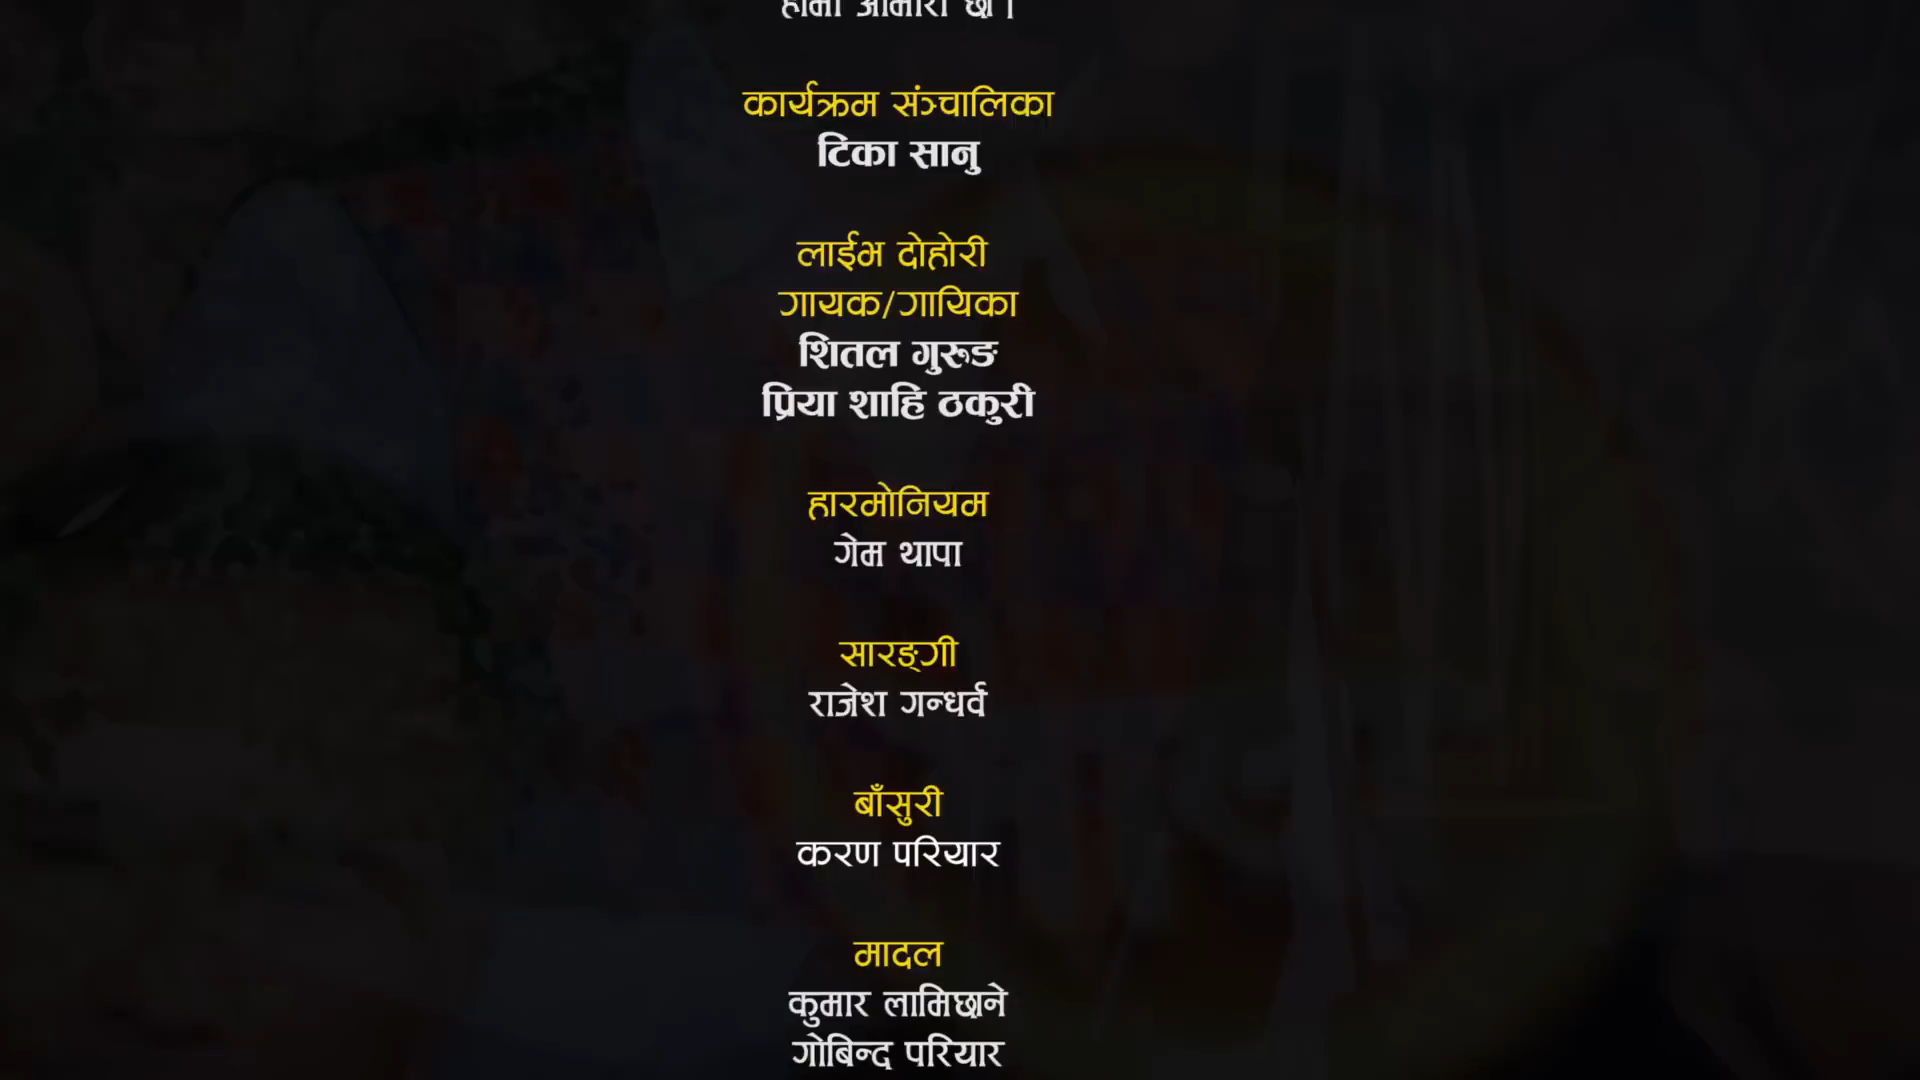 कार्यक्रम संञ्चालिका
टिका सानु
लाईभ दोहोरी
गायक/गायिका
शितल गुरुङ
प्रिया शाहि ठकुरी
हारमोनियम
गेम थापा
सारङ्गी
राजेश गन्धर्व
बाँसुरी
करण परियार
मादल
कुमार लामिछाने
गोबिन्द परियार